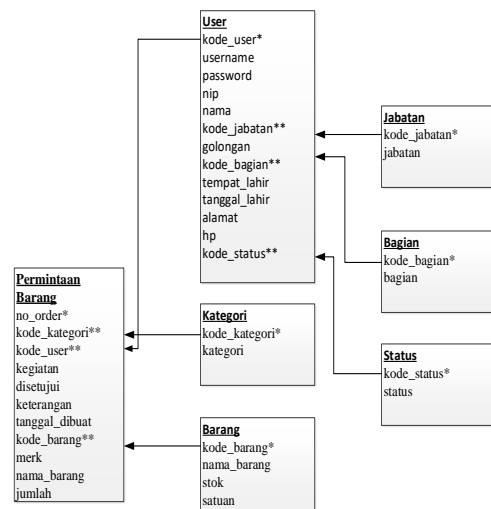 User
kode_user*
username
password
nip
nama
kode_jabatan**
golongan
kode_bagian**
tempat_lahir
tanggal_lahir
alamat
hp
kode_status**
Jabatan
kode_jabatan*
jabatan
Bagian
kode_bagian*
bagian
Status
kode_status*
status
Permintaan
Barang
no_order*
kode_kategori**
kode_user**
kegiatan
disetujui
keterangan
tanggal_dibuat
kode_barang**
merk
nama_barang
jumlah
Kategori
kode_kategori*
kategori
Barang
kode_barang*
nama_barang
stok
satuan